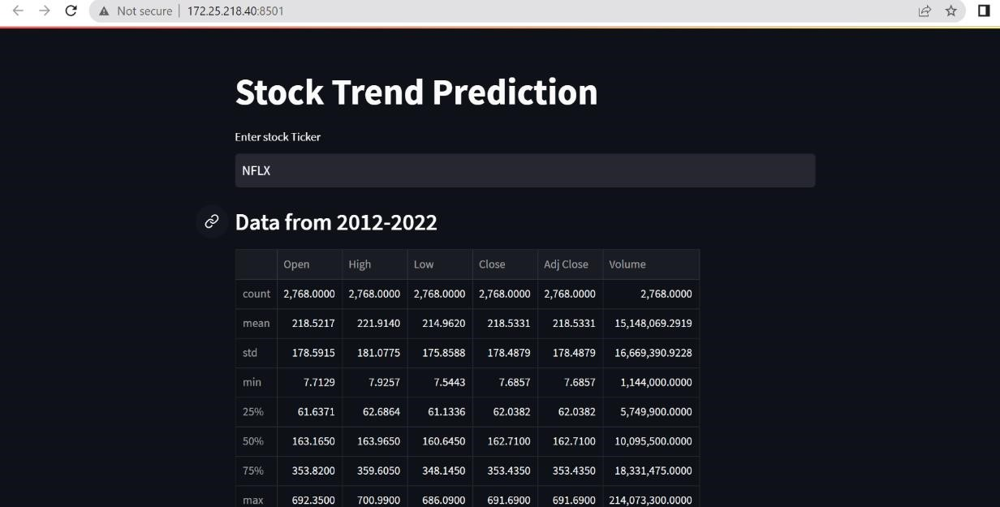 Not secure | 172.25.218.40:8501
Stock Trend Prediction
Enter stock Ticker
NFLX
Data from 2012-2022
Open High Low Close Adj Close Volume
count 2,768.0000 2,768.0000 2,768.0000 2,768.0000 2,768.0000 2,768.0000
mean 218.5217 221.9140 214.9620 218.5331 218.5331 15,148,069.2919
std 178.5915 181.0775 175.8588 178.4879 178.4879 16,669,390.9228
min 7.7129 7.9257 7.5443 7.6857 7.6857 1,144,000.0000
25% 61.6371 62.6864 61.1336 62.0382 62.0382 5,749,900.0000
50% 163.1650 163.9650 160.6450 162.7100 162.7100 10,095,500.0000
75% 353.8200 359.6050 348.1450 353.4350 353.4350 18,331,475.0000
max 692.3500 700.9900 686.0900 691.6900 691.6900 214,073,300.0000